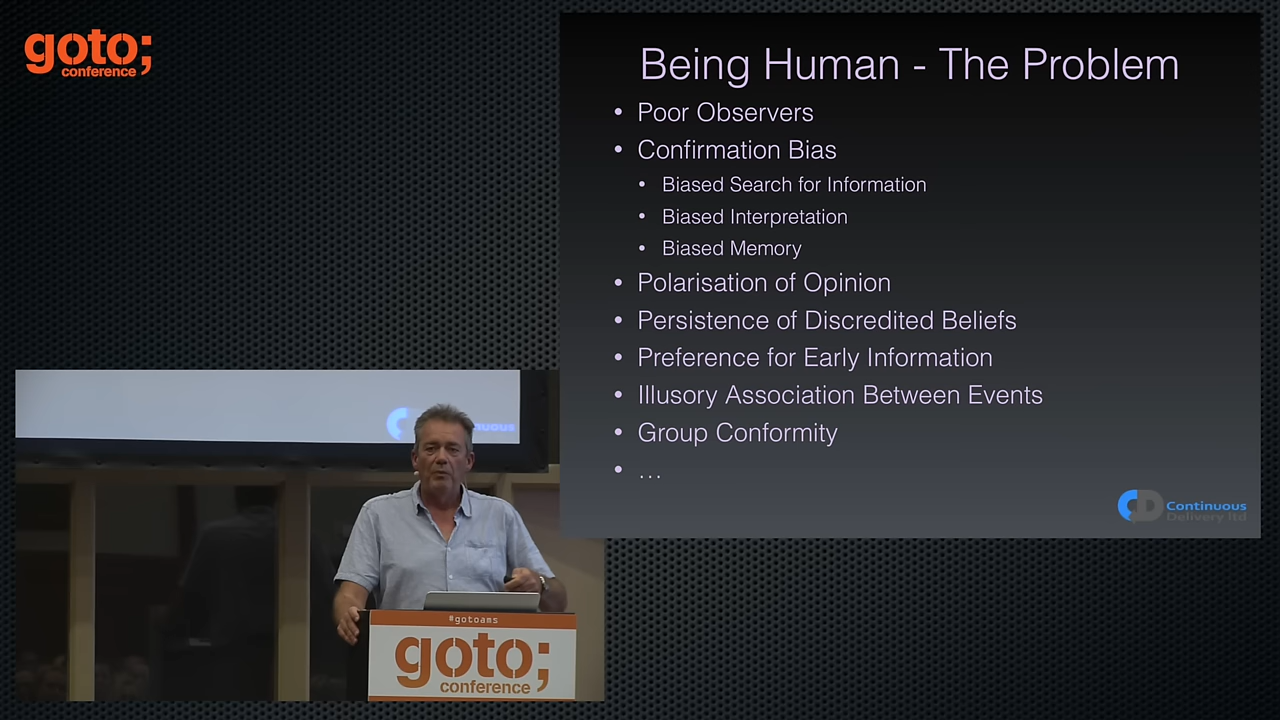 goto;
conference
Being Human - The Problem
• Poor Observers
• Confirmation Bias
• Biased Search for Information
• Biased Interpretation
• Biased Memory
• Polarisation of Opinion
• Persistence of Discredited Beliefs
• Preference for Early Information
• Illusory Association Between Events
• Group Conformity
• ...
CD Continuous
Delivery ltd
nuous
#gotoams
goto;
conference